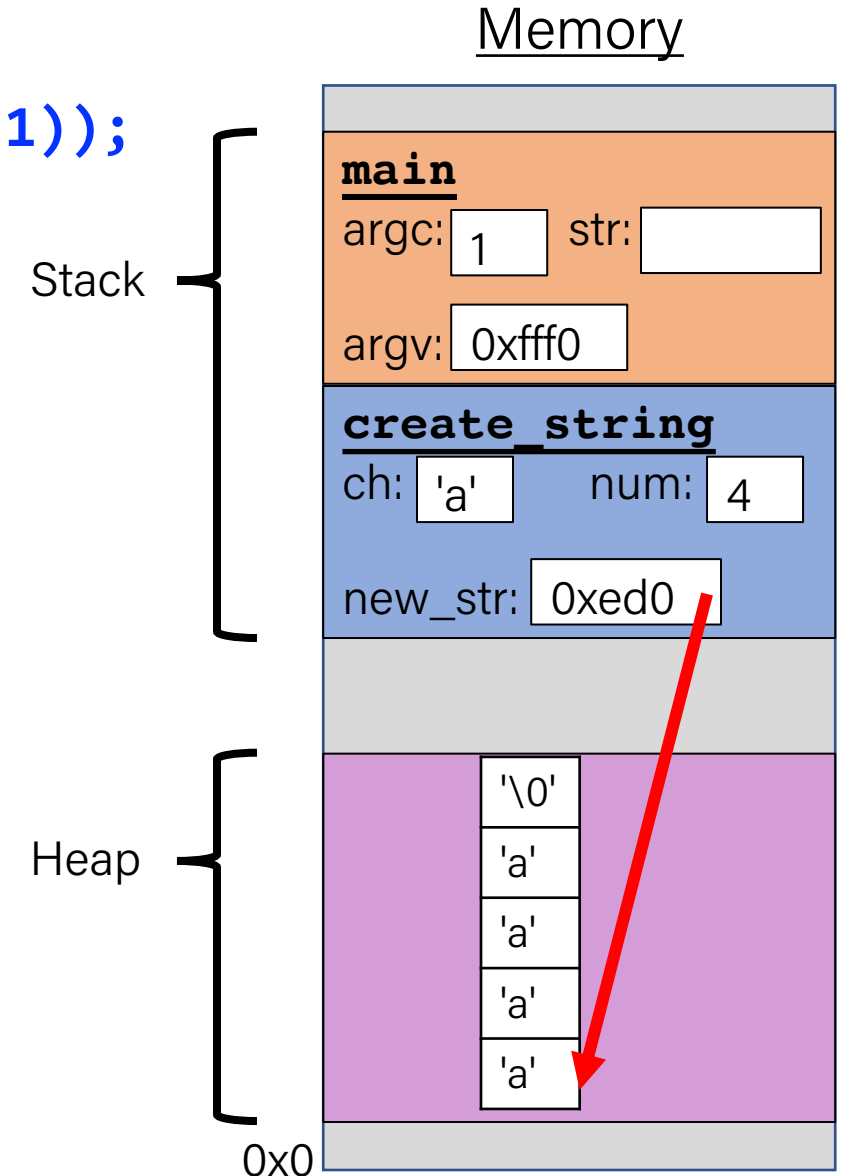 Memory
1));
main
argc: 1 str:
Stack
argv: 0xfff0
create_string
ch: 'a' num: 4
new_str: 0xed0
'\0'
Heap
'a'
'a'
'a'
'a'
0x0